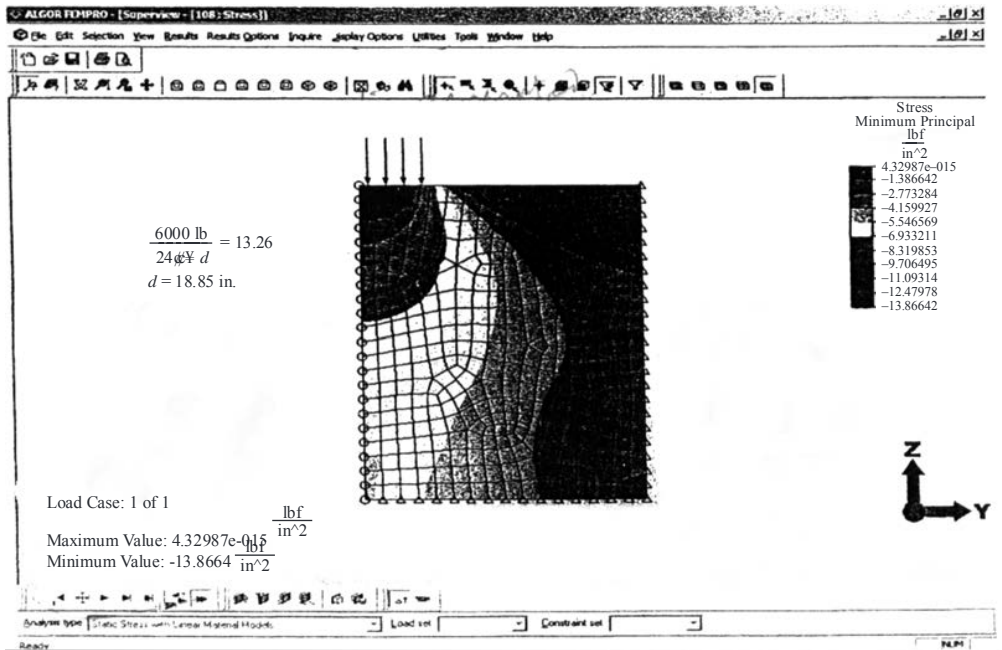 ALGOR FEMPRO - [Superview - [108 : Stress]]
File Edit Selection View Results Results Options Inquire Display Options Utilities Tools Window Help
Stress
Minimum Principal
lbf
in^2
4.32987e–015
–1.386642
–2.773284
–4.159927
–5.546569
–6.933211
–8.319853
–9.706495
–11.09314
–12.47978
–13.86642
6000 lb
= 13.26
24 d
d = 18.85 in.
Z
Y
Load Case: 1 of 1
lbf
in^2
Maximum Value: 4.32987e-015
Minimum Value: -13.8664
lbf
in^2
Analysis type Static Stress with Linear Material Models Load set Constraint set
Ready
NUM